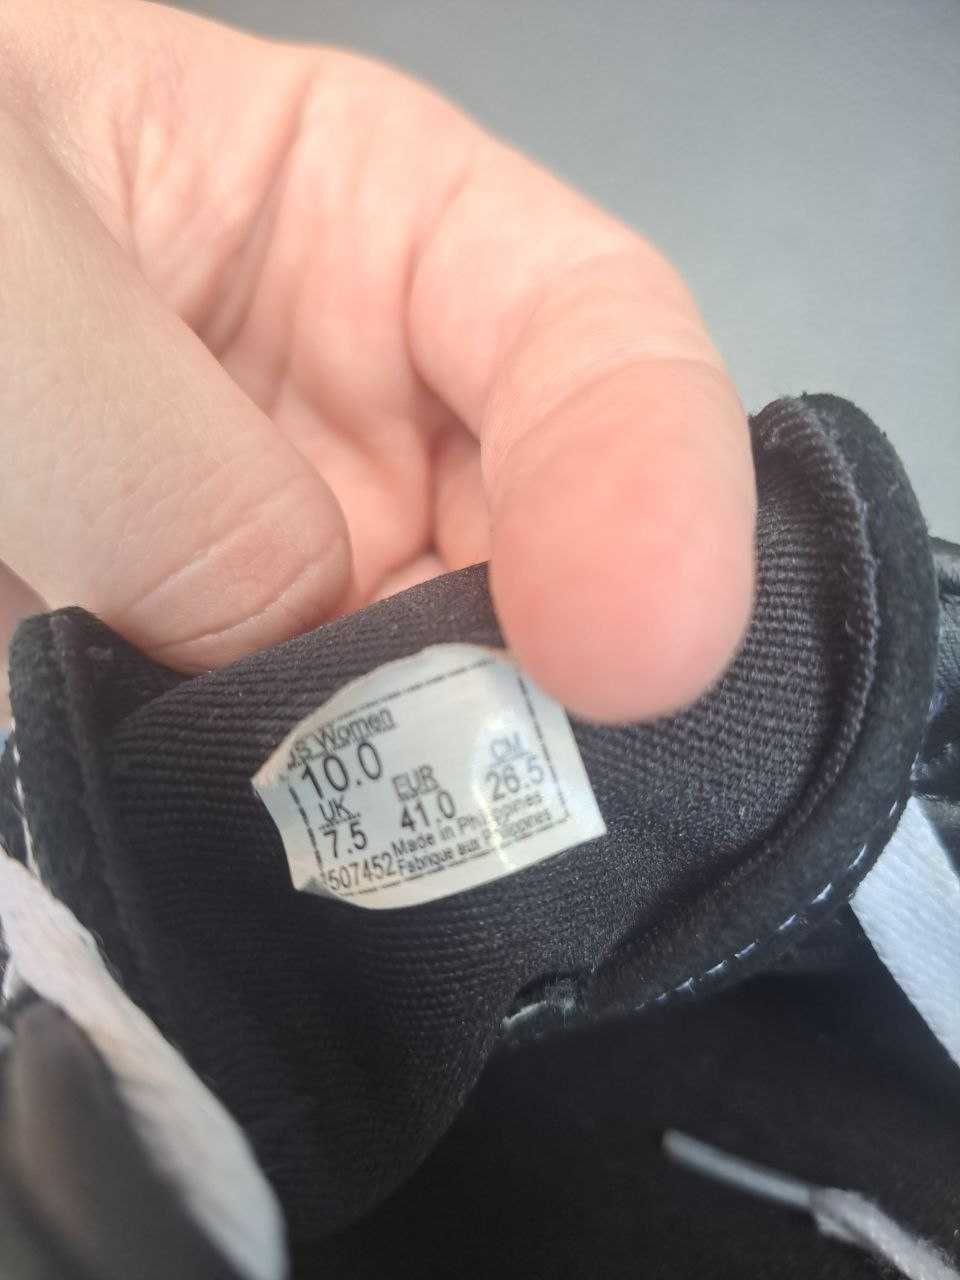 US Women
10.0
UK EUR CM
7.5 41.0 26.5
507452 Made in Philippines
Fabrique aux Philippines